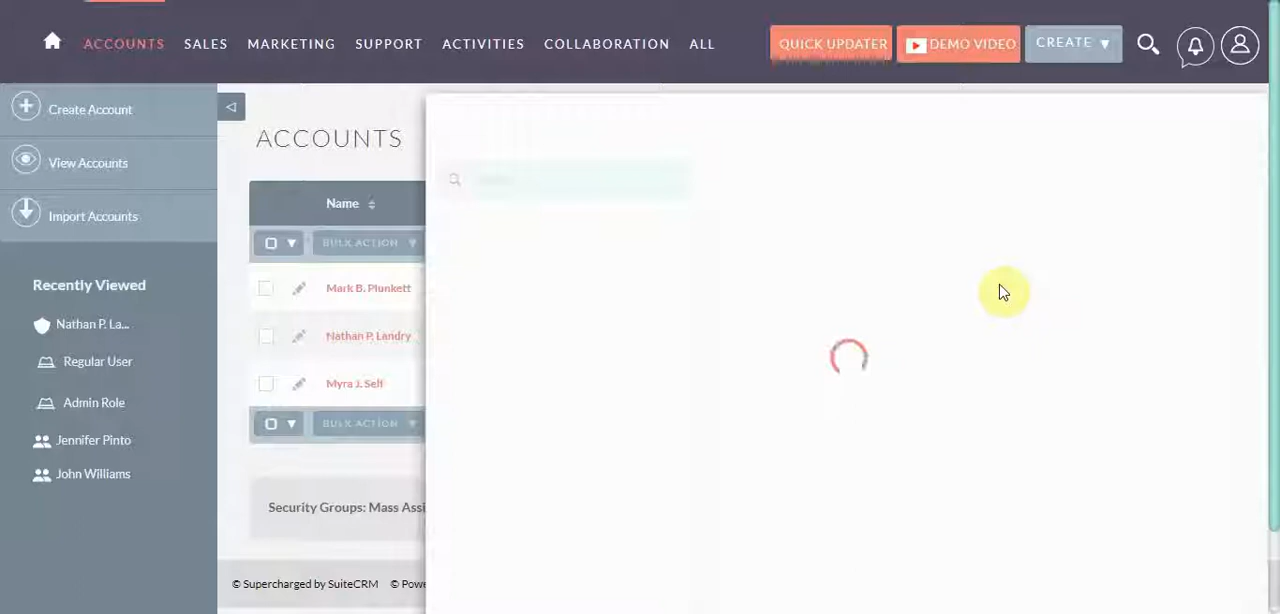 ACCOUNTS SALES MARKETING SUPPORT ACTIVITIES COLLABORATION ALL QUICK UPDATER DEMO VIDEO CREATE
Create Account
View Accounts
Import Accounts
Recently Viewed
Nathan P. La...
Regular User
Admin Role
Jennifer Pinto
John Williams
ACCOUNTS
Name
BULK ACTION
Mark B. Plunkett
Nathan P. Landry
Myra J. Self
BULK ACTION
Security Groups: Mass Assi
© Supercharged by SuiteCRM © Powe